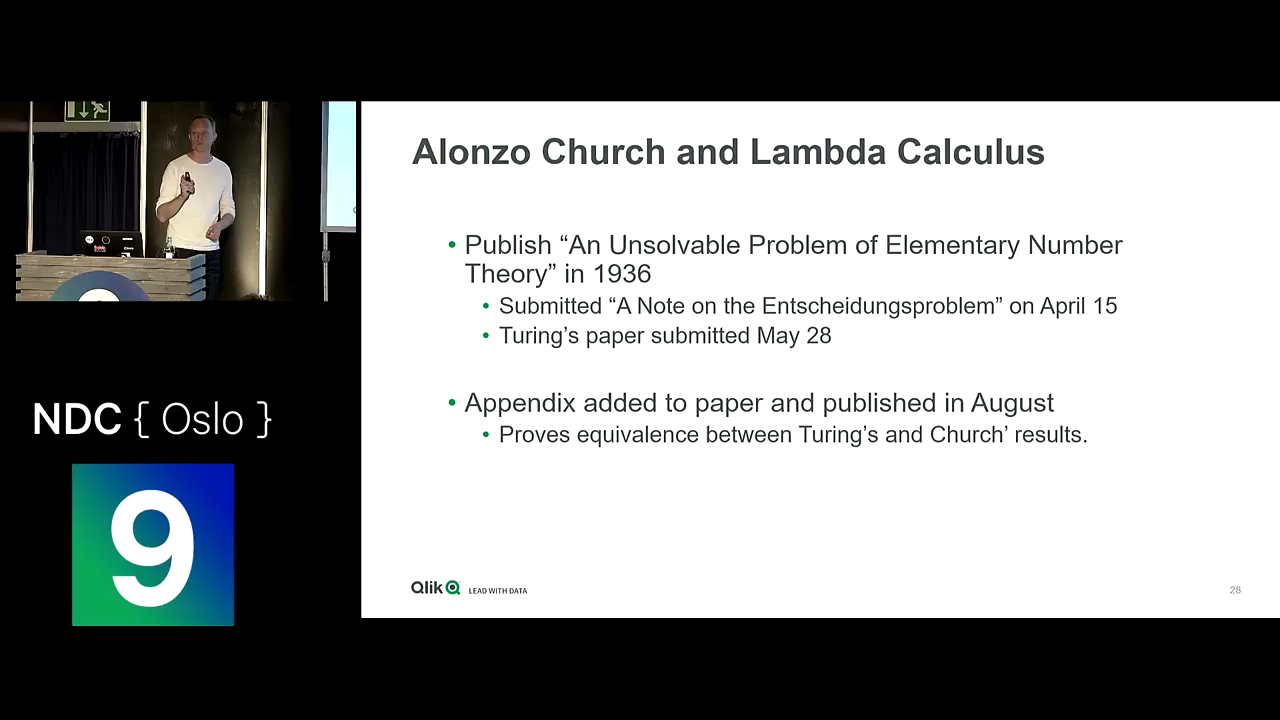 Alonzo Church and Lambda Calculus
• Publish “An Unsolvable Problem of Elementary Number
Theory” in 1936
• Submitted “A Note on the Entscheidungsproblem” on April 15
• Turing’s paper submitted May 28
• Appendix added to paper and published in August
• Proves equivalence between Turing’s and Church’ results.
Qlik LEAD WITH DATA
28
NDC { Oslo }
9